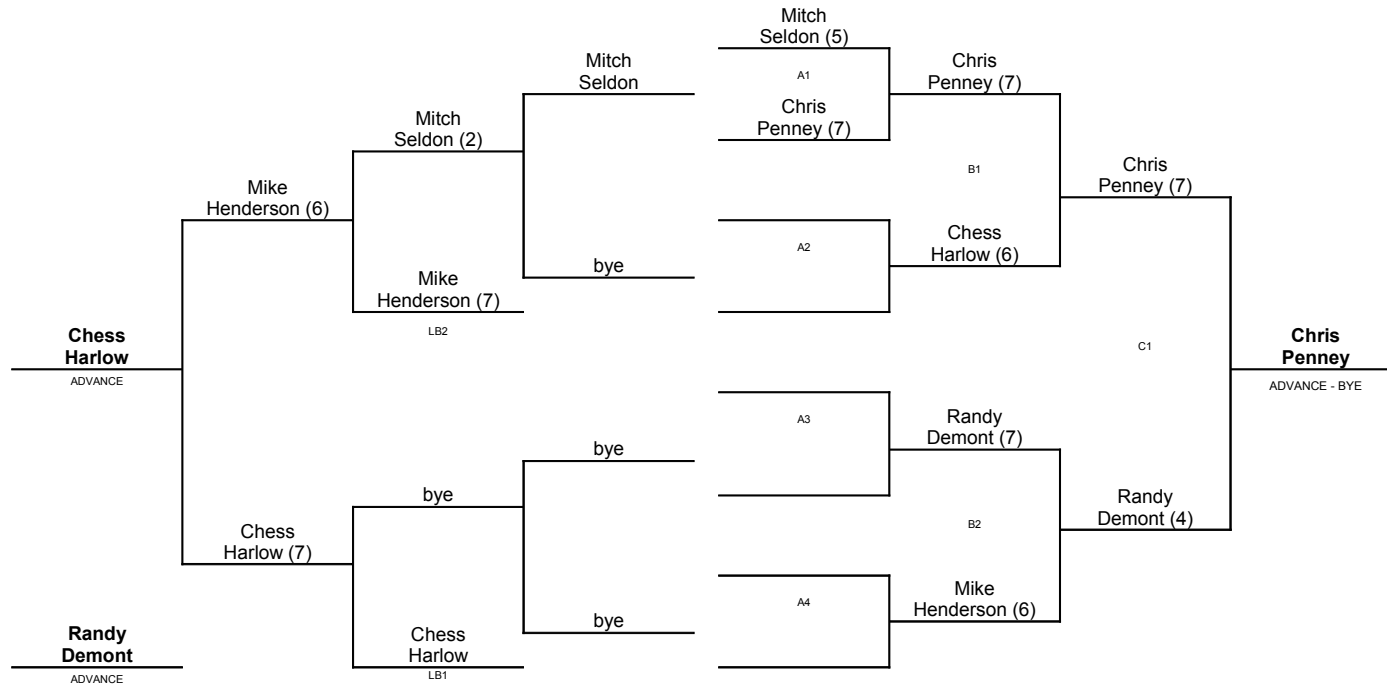 Mitch
Seldon (5)
Mitch
Seldon
A1
Chris
Penney (7)
Mitch
Seldon (2)
Chris
Penney (7)
B1
Chris
Penney (7)
Mike
Henderson (6)
A2
Chess
Harlow (6)
bye
Mike
Henderson (7)
LB2
Chess
Harlow
ADVANCE
C1
Chris
Penney
ADVANCE - BYE
A3
Randy
Demont (7)
bye
bye
Chess
Harlow (7)
B2
Randy
Demont (4)
A4
Mike
Henderson (6)
bye
Chess
Harlow
LB1
Randy
Demont
ADVANCE